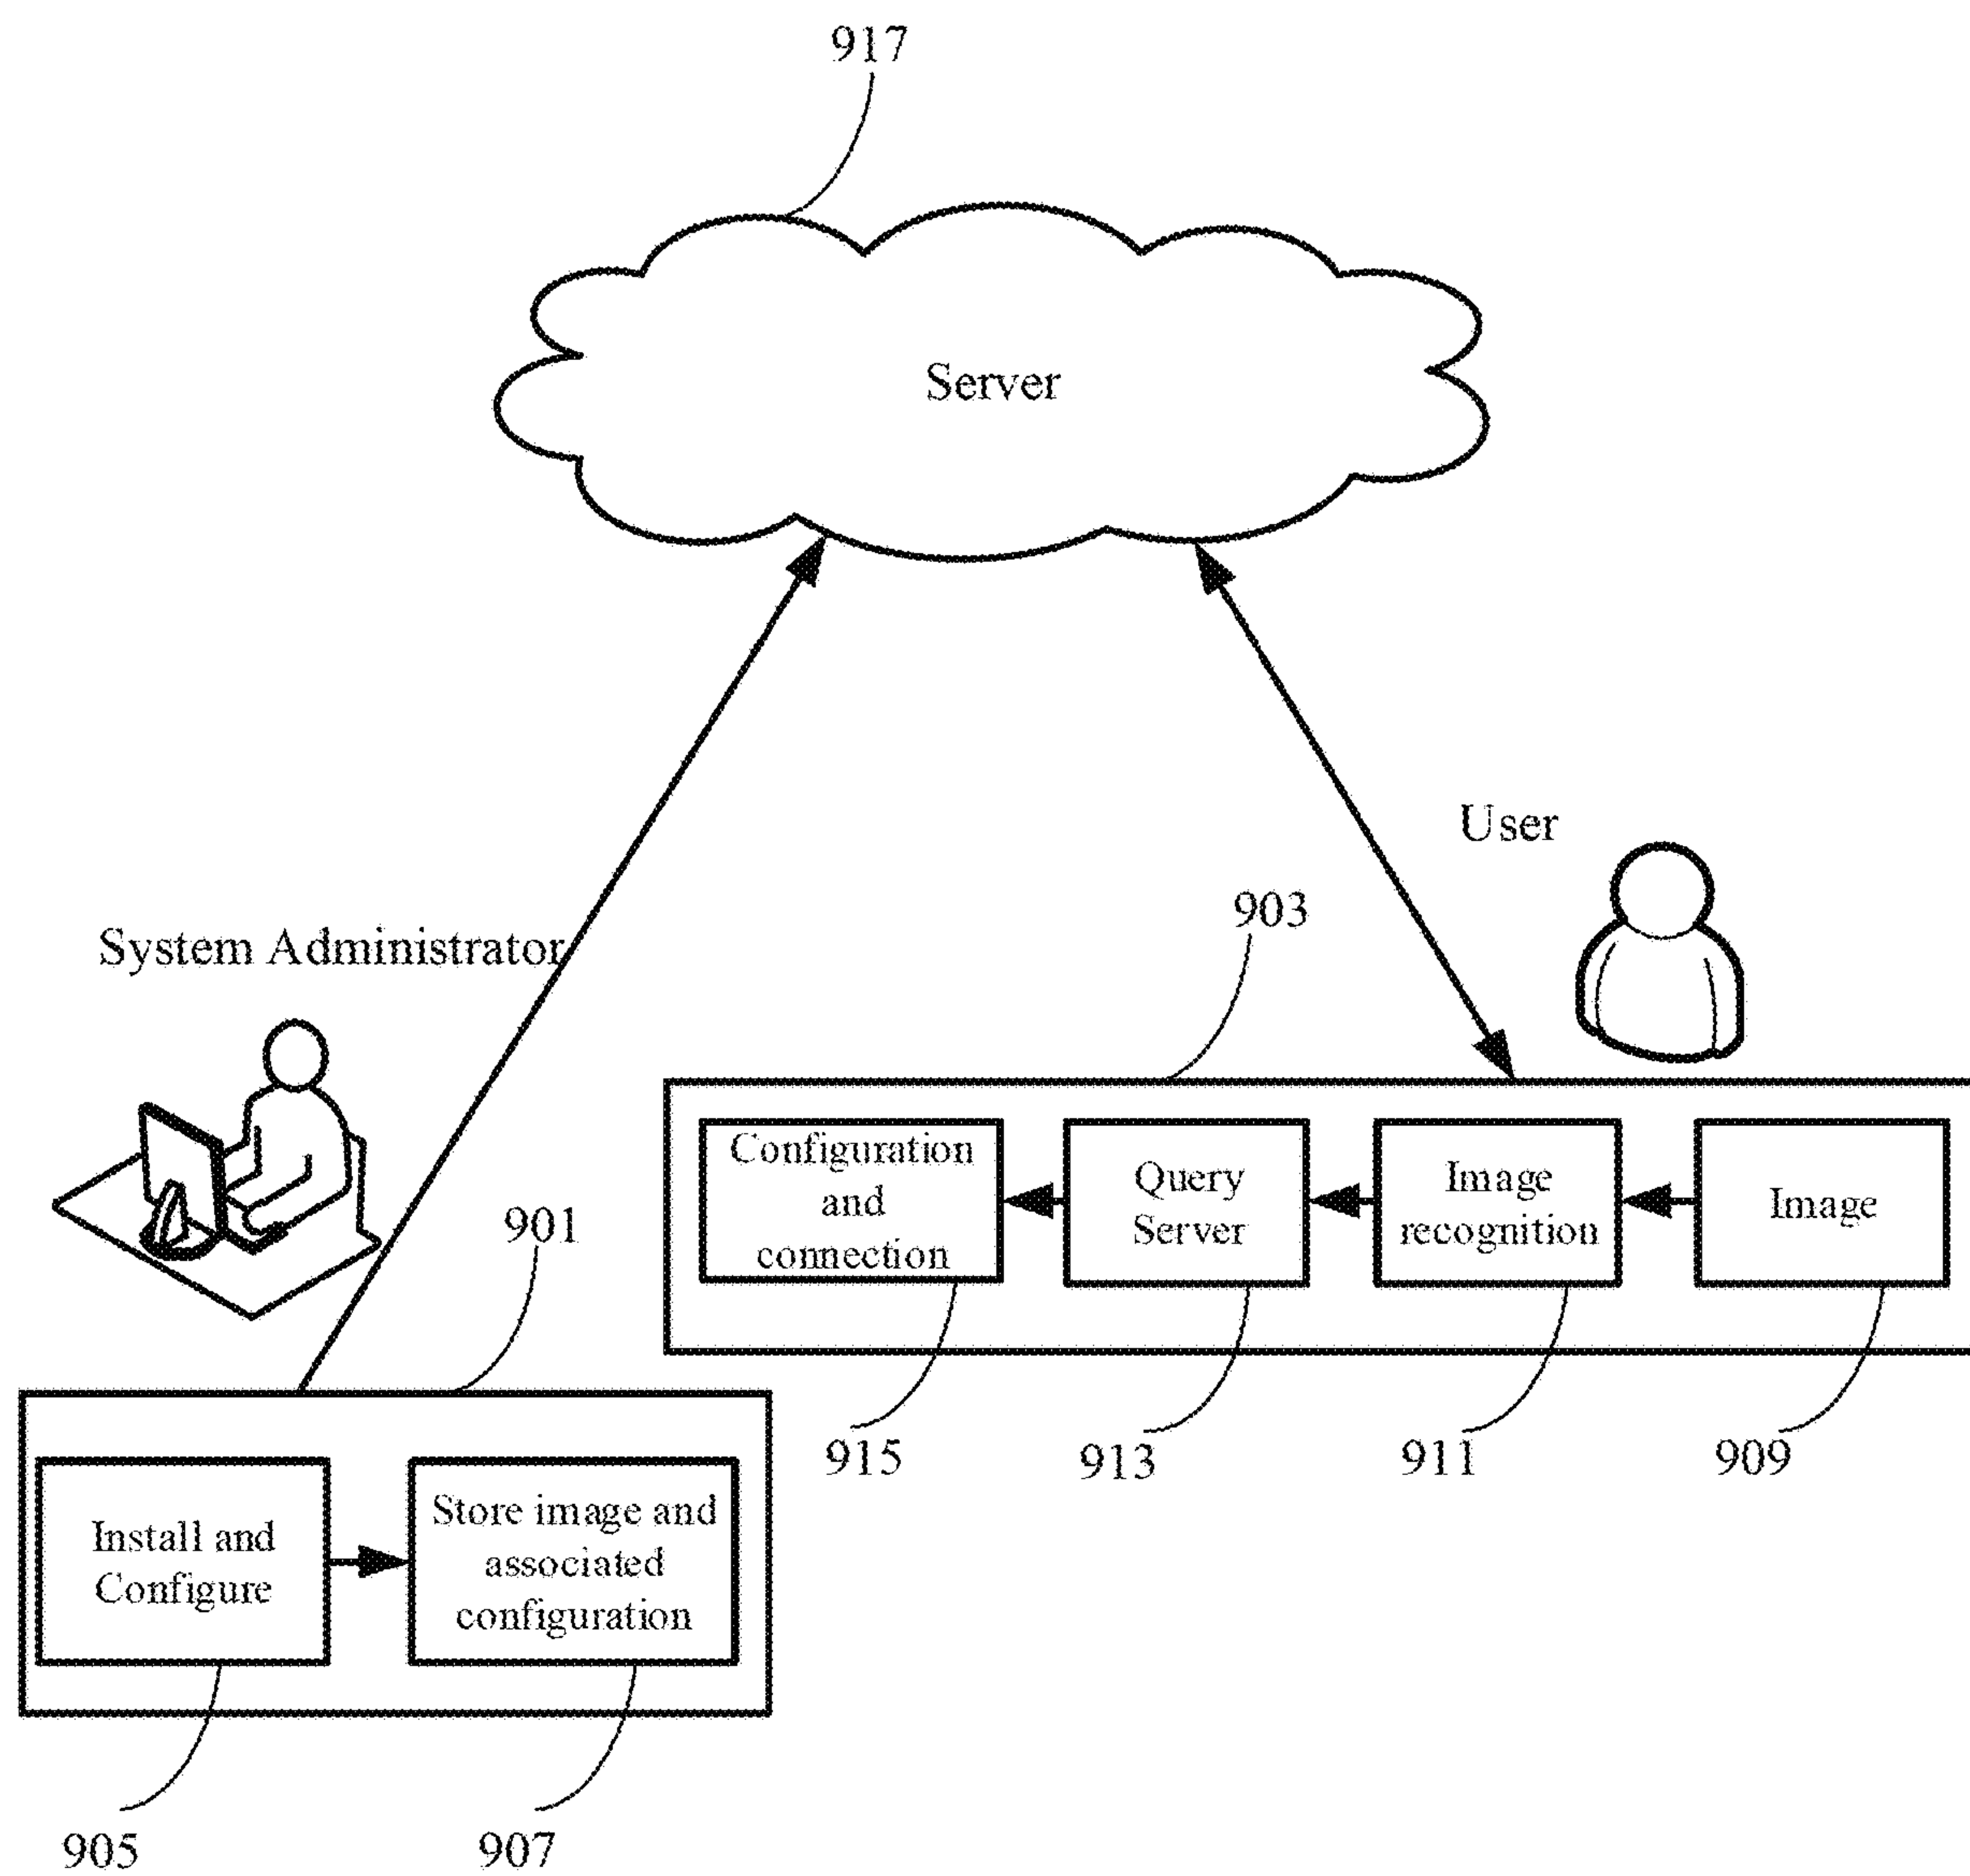 917
Server
User
903
System Administrator
Configuration
and
connection
Query
Server
Image
recognition
Image
901
915
913
911
909
Install and
Configure
Store image and
associated
configuration
905
907